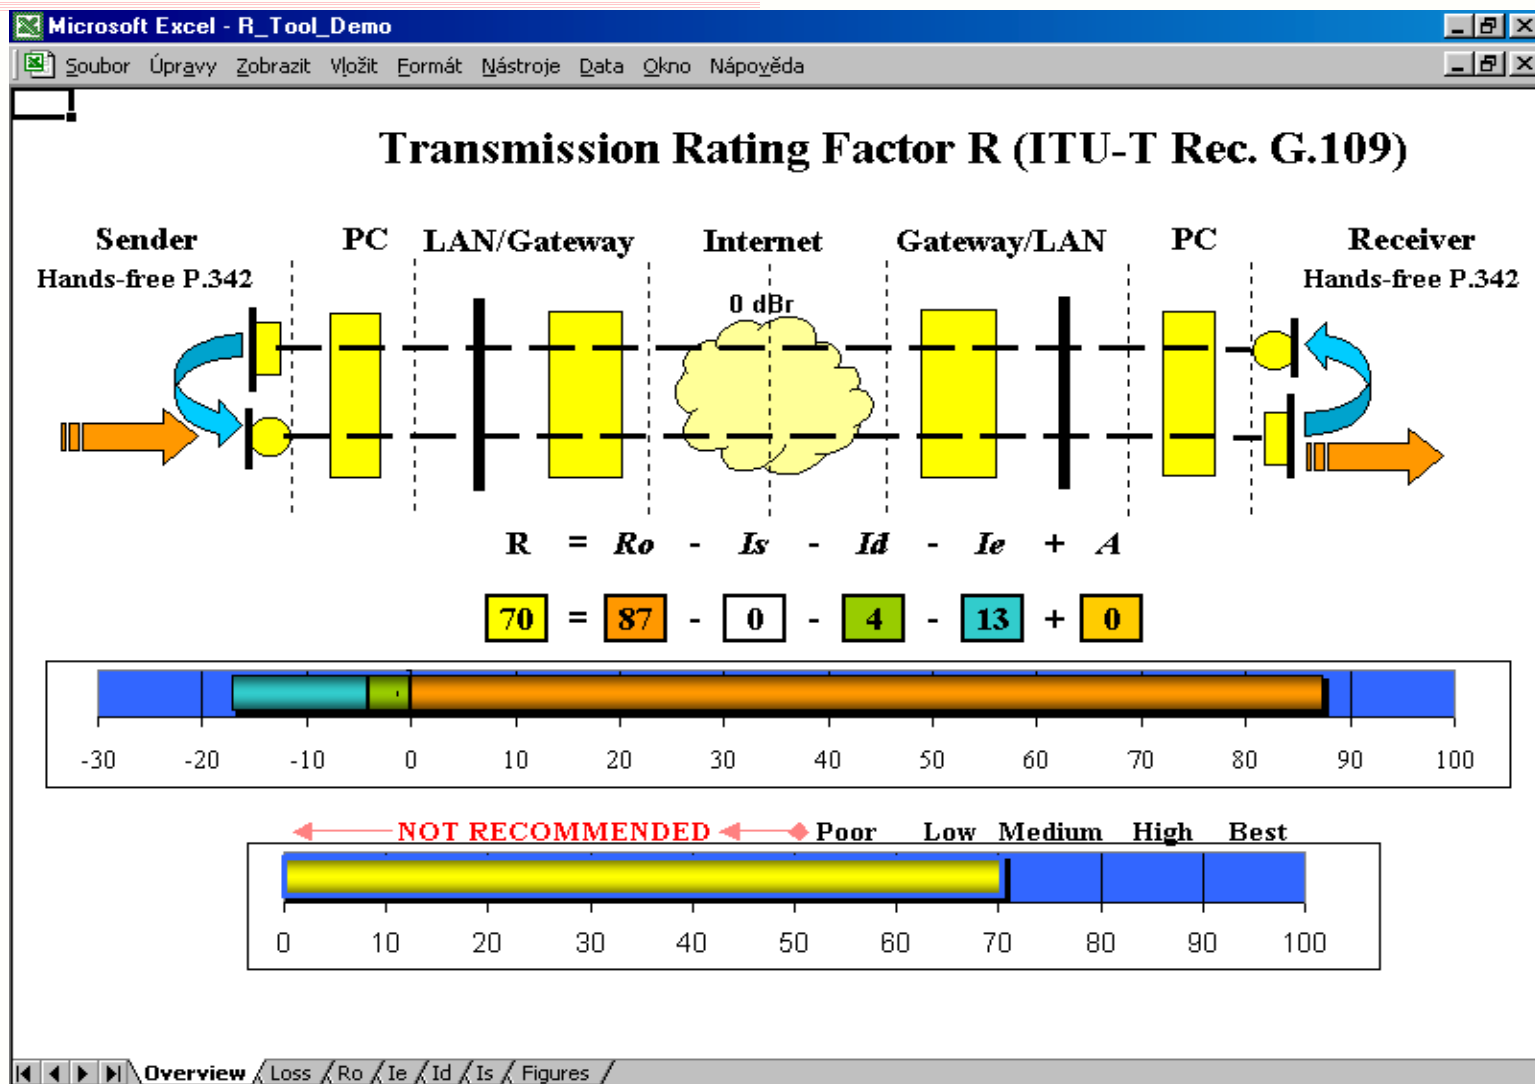 Microsoft Excel - R_Tool_Demo
Soubor Úpravy Zobrazit Vložit Formát Nástroje Data Okno Nápověda
Transmission Rating Factor R (ITU-T Rec. G.109)
Sender PC LAN/Gateway Internet Gateway/LAN PC Receiver
Hands-free P.342 Hands-free P.342
0 dBr
R = Ro - Is - Id - Ie + A
70 = 87 - 0 - 4 - 13 + 0
-30 -20 -10 0 10 20 30 40 50 60 70 80 90 100
NOT RECOMMENDED Poor Low Medium High Best
0 10 20 30 40 50 60 70 80 90 100
Overview Loss Ro Ie Id Is Figures